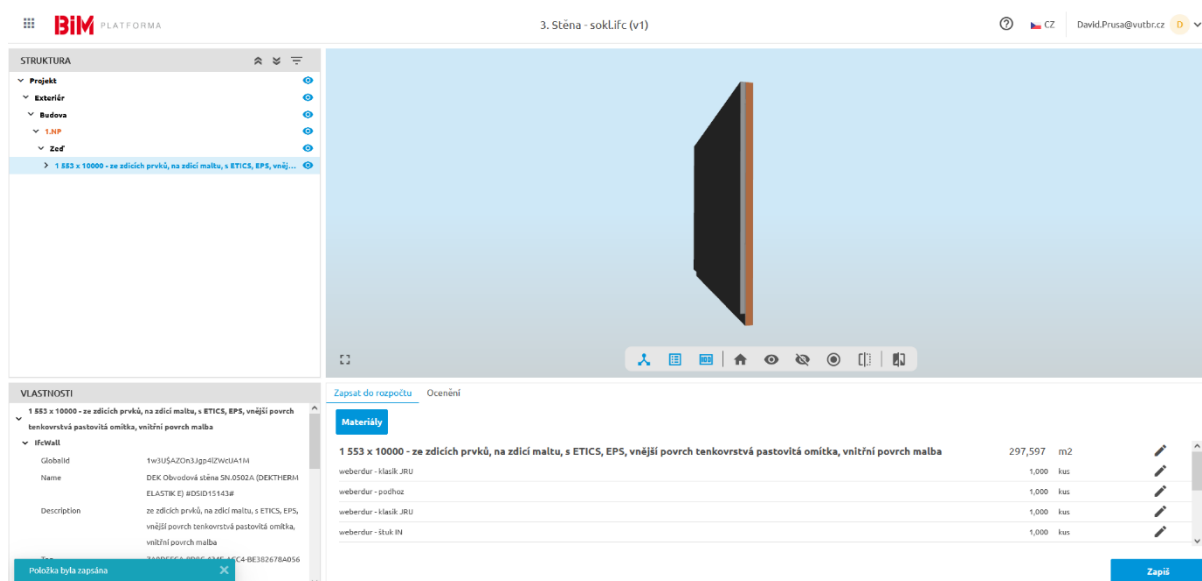 BiM PLATFORMA
3. Stěna - sokl.ifc (v1)
CZ
David.Prusa@vutbr.cz
D
STRUKTURA
Projekt
Exteriér
Budova
1.NP
Zeď
1 553 x 10000 - ze zdicích prvků, na zdicí maltu, s ETICS, EPS, vněj...
VLASTNOSTI
1 553 x 10000 - ze zdicích prvků, na zdicí maltu, s ETICS, EPS, vnější povrch
tenkovrstvá pastovitá omítka, vnitřní povrch malba
IfcWall
GlobalId 1w3U$AZOn3Jgp4lZWcUA1M
Name DEK Obvodová stěna SN.0502A (DEKTHERM
ELASTIK E) #DSID15143#
Description ze zdicích prvků, na zdicí maltu, s ETICS, EPS,
vnější povrch tenkovrstvá pastovitá omítka,
vnitřní povrch malba
Položka byla zapsána
Zapsat do rozpočtu Ocenění
Materiály
1 553 x 10000 - ze zdicích prvků, na zdicí maltu, s ETICS, EPS, vnější povrch tenkovrstvá pastovitá omítka, vnitřní povrch malba 297,597 m2
weberdur - klasik JRU 1,000 kus
weberdur - podhoz 1,000 kus
weberdur - klasik JRU 1,000 kus
weberdur - štuk IN 1,000 kus
Zapiš